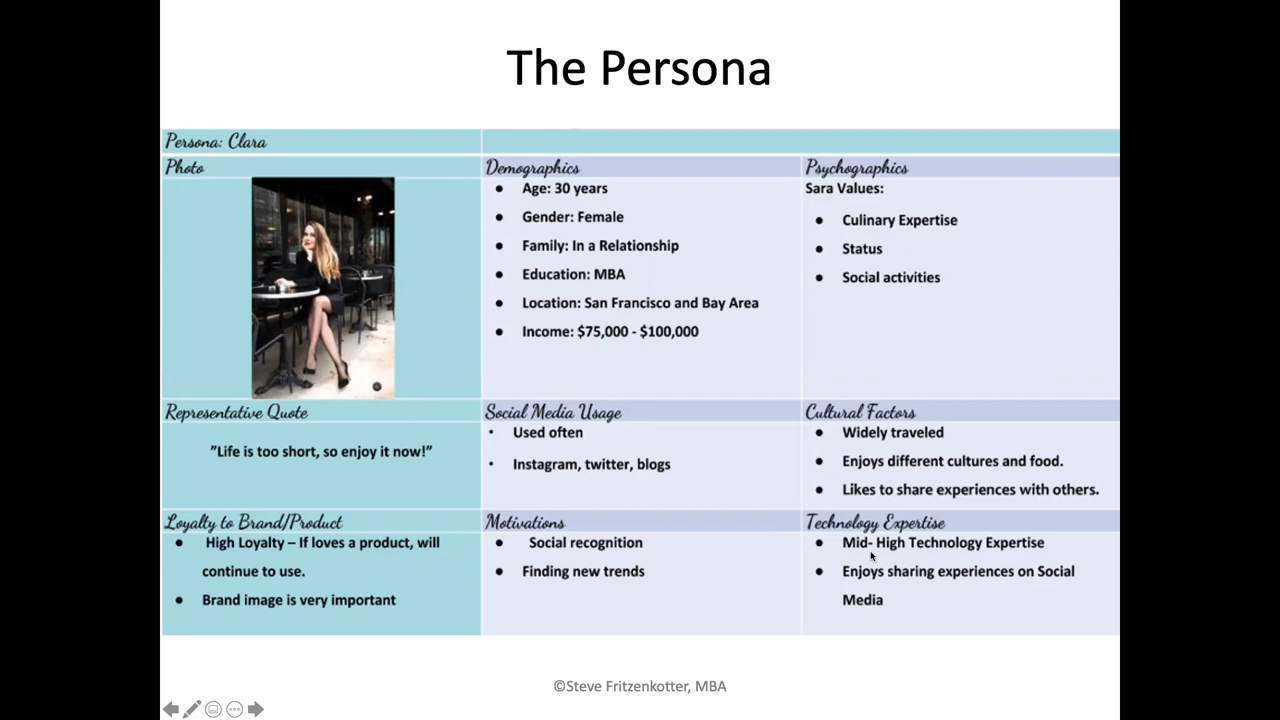 The Persona
Persona: Clara
Photo
Demographics
● Age: 30 years
● Gender: Female
● Family: In a Relationship
● Education: MBA
● Location: San Francisco and Bay Area
● Income: $75,000 - $100,000
Psychographics
Sara Values:
● Culinary Expertise
● Status
● Social activities
Representative Quote
”Life is too short, so enjoy it now!”
Social Media Usage
• Used often
• Instagram, twitter, blogs
Cultural Factors
● Widely traveled
● Enjoys different cultures and food.
● Likes to share experiences with others.
Loyalty to Brand/Product
● High Loyalty – If loves a product, will
continue to use.
● Brand image is very important
Motivations
● Social recognition
● Finding new trends
Technology Expertise
● Mid- High Technology Expertise
● Enjoys sharing experiences on Social
Media
©Steve Fritzenkotter, MBA